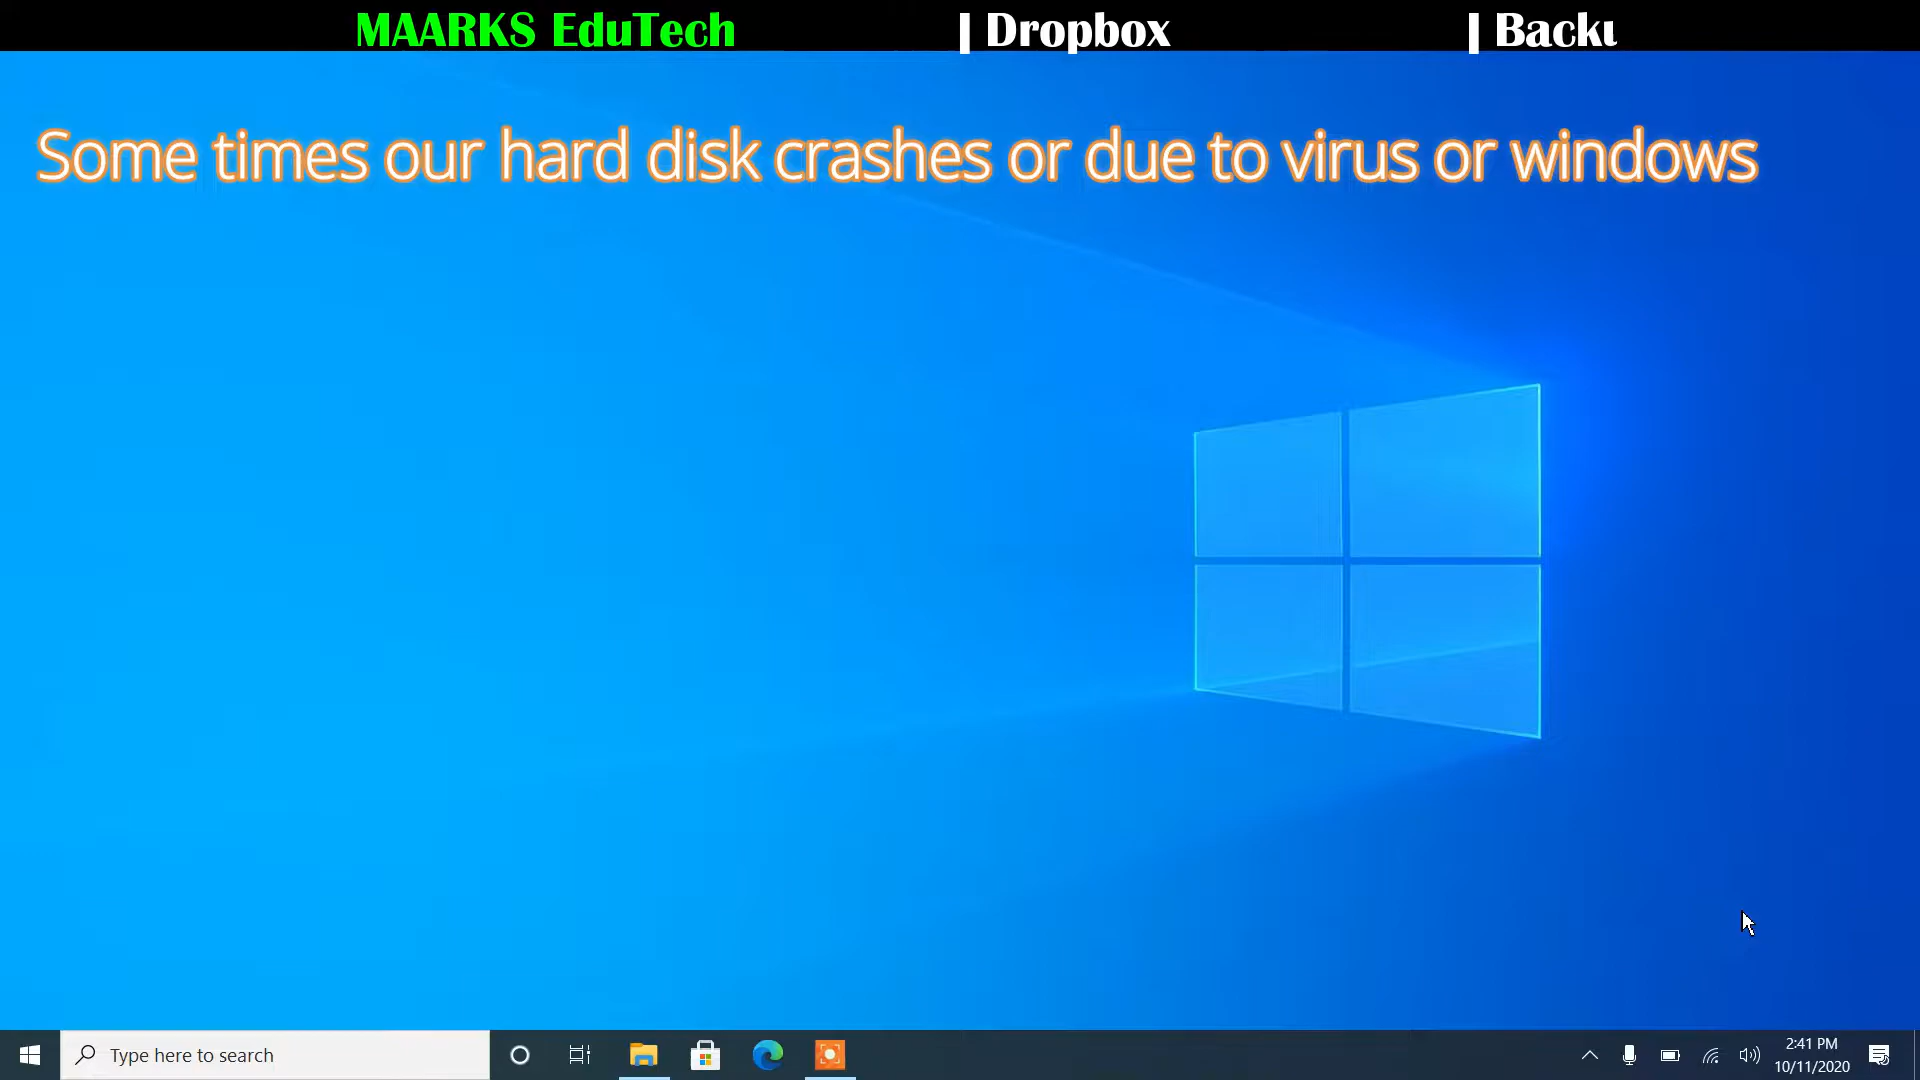 MAARKS EduTech | Dropbox | Backu
Some times our hard disk crashes or due to virus or windows
Type here to search
2:41 PM
10/11/2020